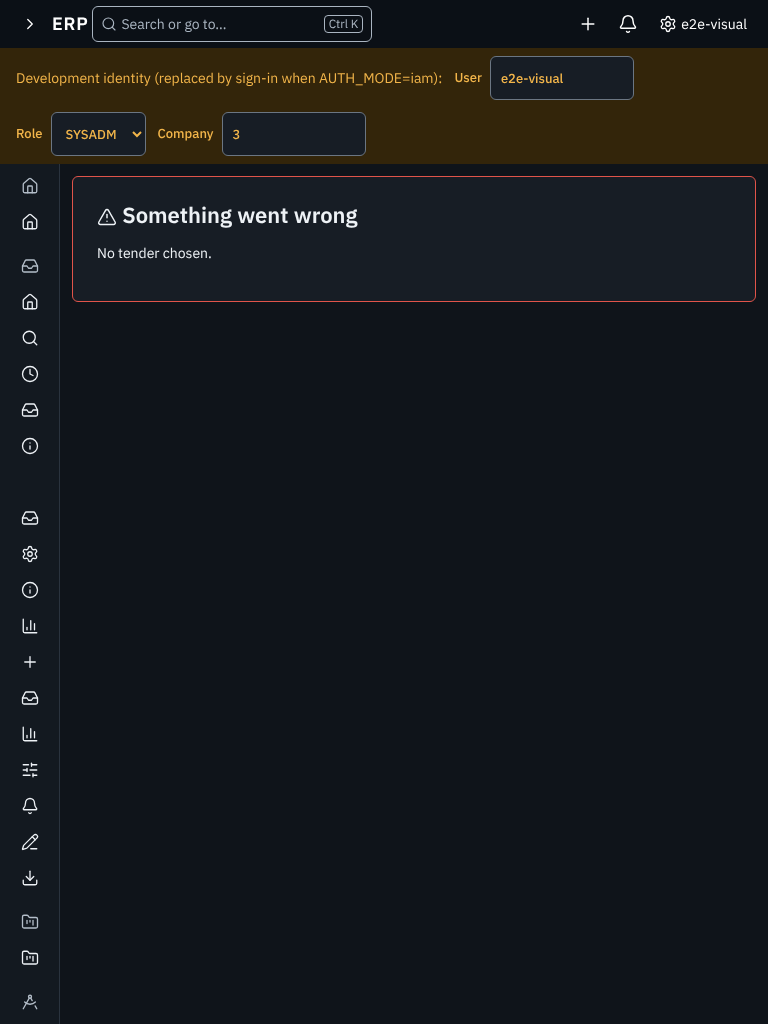 ERP Search or go to... Ctrl K e2e-visual
Development identity (replaced by sign-in when AUTH_MODE=iam): User e2e-visual
Role SYSADM Company 3
Something went wrong
No tender chosen.